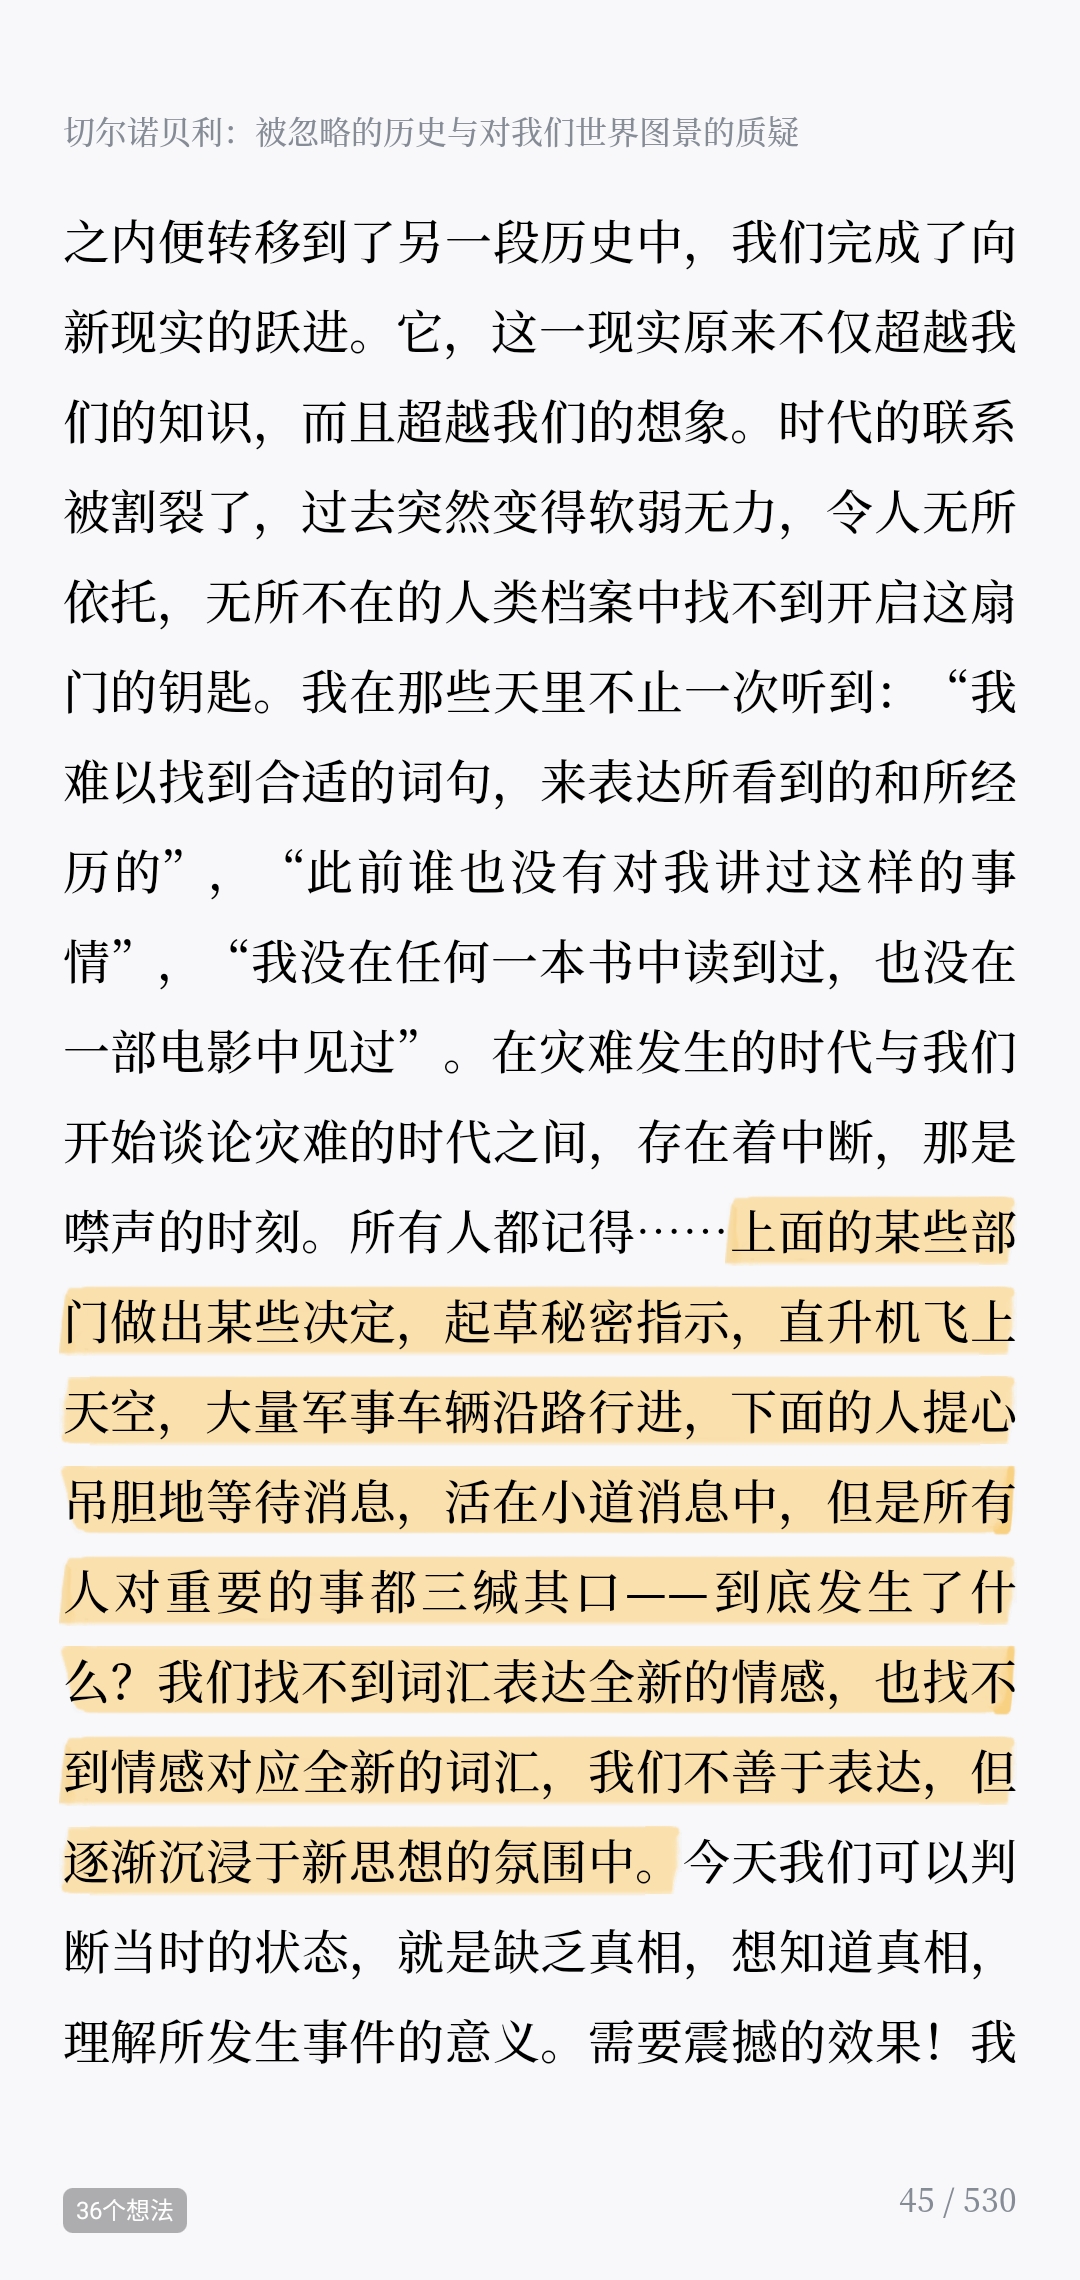 切尔诺贝利：被忽略的历史与对我们世界图景的质疑
之内便转移到了另一段历史中，我们完成了向
新现实的跃进。它，这一现实原来不仅超越我
们的知识，而且超越我们的想象。时代的联系
被割裂了，过去突然变得软弱无力，令人无所
依托，无所不在的人类档案中找不到开启这扇
门的钥匙。我在那些天里不止一次听到：“我
难以找到合适的词句，来表达所看到的和所经
历的”，“此前谁也没有对我讲过这样的事
情”，“我没在任何一本书中读到过，也没在
一部电影中见过”。在灾难发生的时代与我们
开始谈论灾难的时代之间，存在着中断，那是
噤声的时刻。所有人都记得……上面的某些部
门做出某些决定，起草秘密指示，直升机飞上
天空，大量军事车辆沿路行进，下面的人提心
吊胆地等待消息，活在小道消息中，但是所有
人对重要的事都三缄其口——到底发生了什
么？我们找不到词汇表达全新的情感，也找不
到情感对应全新的词汇，我们不善于表达，但
逐渐沉浸于新思想的氛围中。今天我们可以判
断当时的状态，就是缺乏真相，想知道真相，
理解所发生事件的意义。需要震撼的效果！我
36个想法
45 / 530